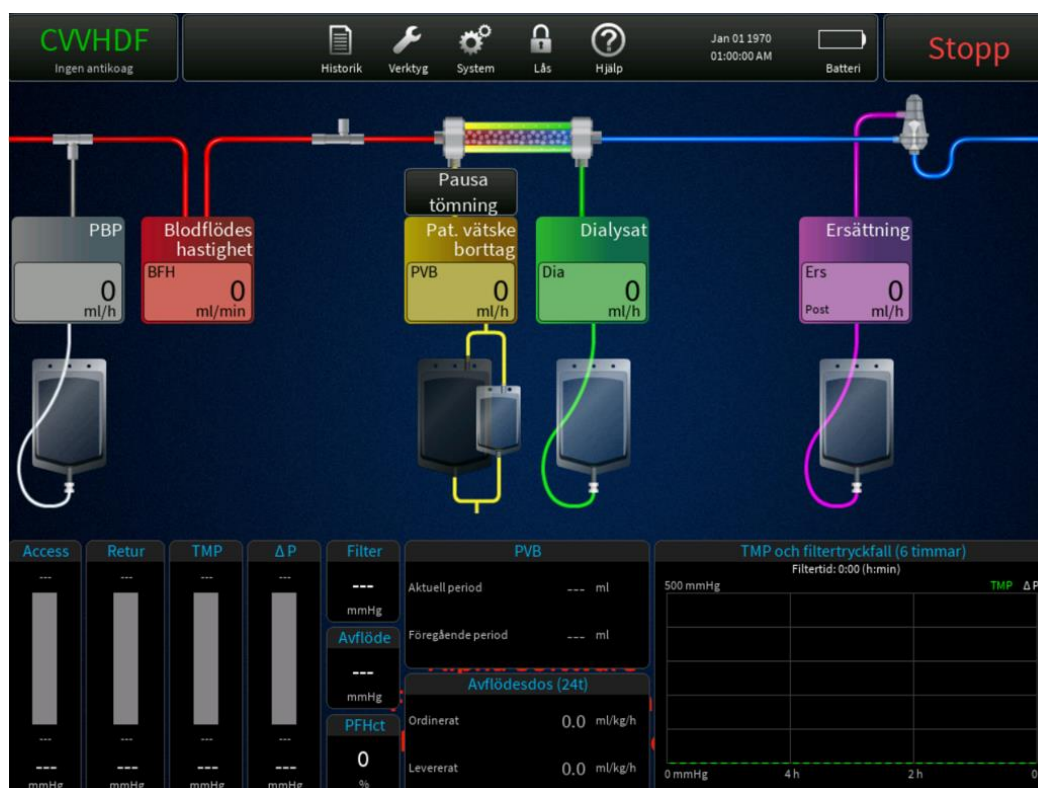 CVVHDF
Ingen antikoag
Historik
Verktyg
System
Lås
Hjälp
Jan 01 1970
01:00:00 AM
Batteri
Stopp
Pausa
tömning
PBP
0
ml/h
Blodflödes
hastighet
BFH
0
ml/min
Pat. vätske
borttag
PVB
0
ml/h
Dialysat
Dia
0
ml/h
Ersättning
Ers
0
Post
ml/h
Access
---
---
---
mmHg
Retur
---
---
---
mmHg
TMP
---
---
---
mmHg
Δ P
---
---
---
mmHg
Filter
---
mmHg
Avflöde
---
mmHg
PFHct
0
%
PVB
Aktuell period --- ml
Föregående period --- ml
Avflödesdos (24t)
Ordinerat 0.0 ml/kg/h
Levererat 0.0 ml/kg/h
TMP och filtertryckfall (6 timmar)
Filtertid: 0:00 (h:min)
500 mmHg
TMP Δ P
0 mmHg 4 h 2 h 0